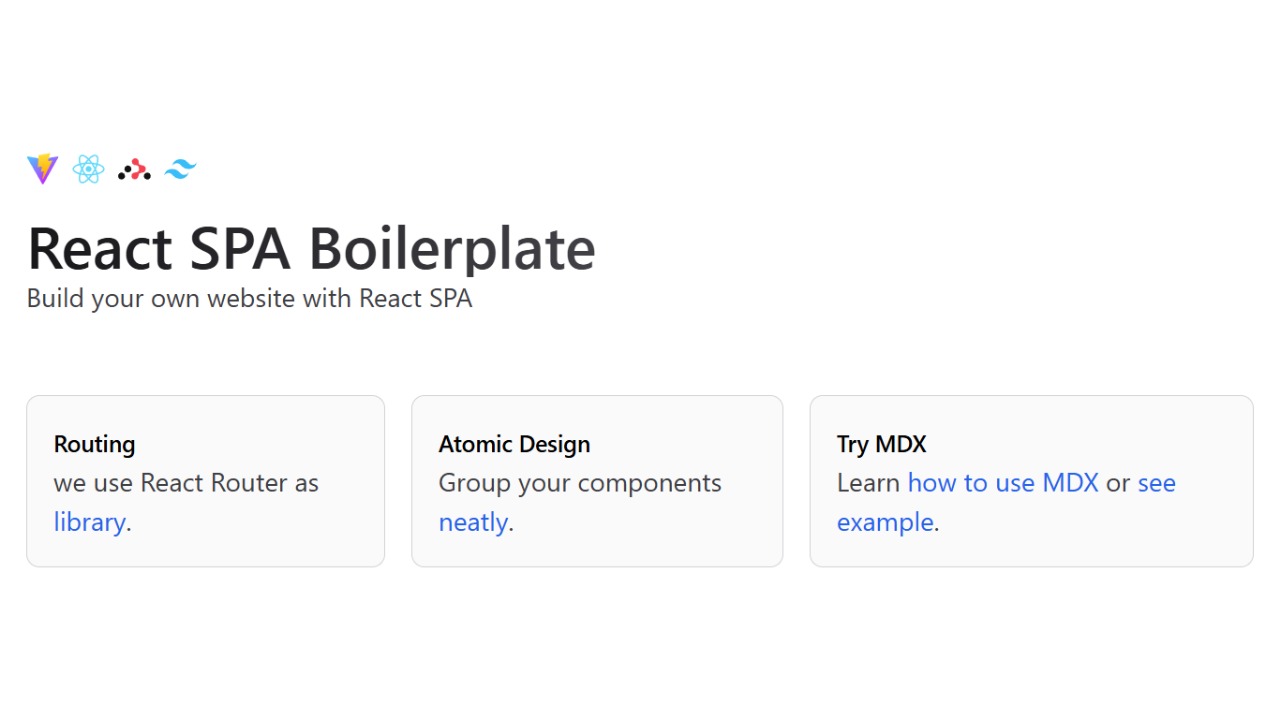 React SPA Boilerplate
Build your own website with React SPA
Routing
we use React Router as
library.
Atomic Design
Group your components
neatly.
Try MDX
Learn how to use MDX or see
example.